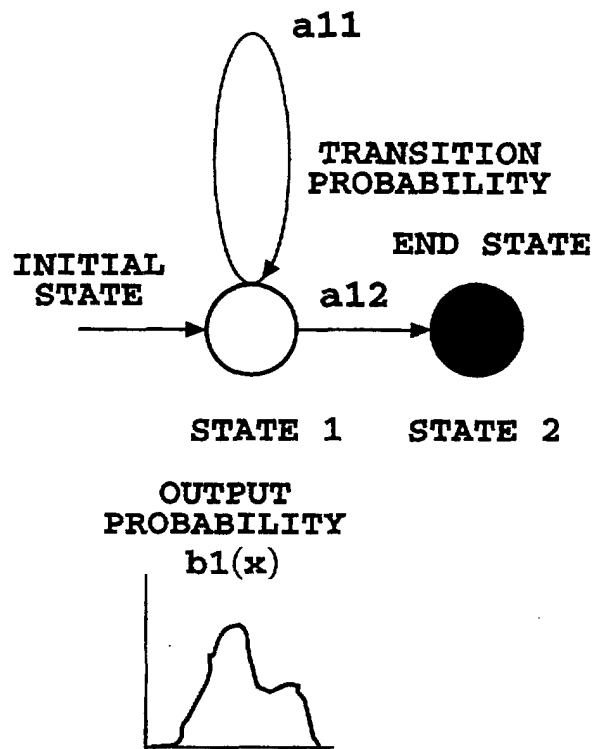 a11
TRANSITION
PROBABILITY
END STATE
INITIAL
STATE
a12
STATE 1
STATE 2
OUTPUT
PROBABILITY
b1(x)